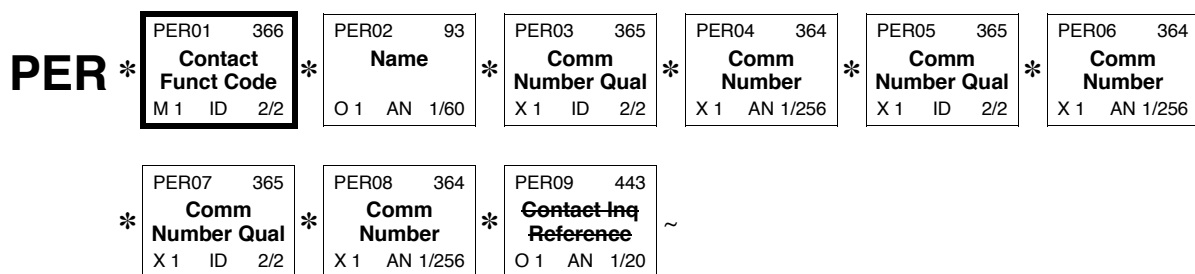 PER * PER01 366 * PER02 93 * PER03 365 * PER04 364 * PER05 365 * PER06 364
Contact Name Comm Comm Comm Comm
Funct Code Number Qual Number Number Qual Number
M 1 ID 2/2 O 1 AN 1/60 X 1 ID 2/2 X 1 AN 1/256 X 1 ID 2/2 X 1 AN 1/256
* PER07 365 * PER08 364 * PER09 443 ~
Comm Comm Contact Inq
Number Qual Number Reference
X 1 ID 2/2 X 1 AN 1/256 O 1 AN 1/20